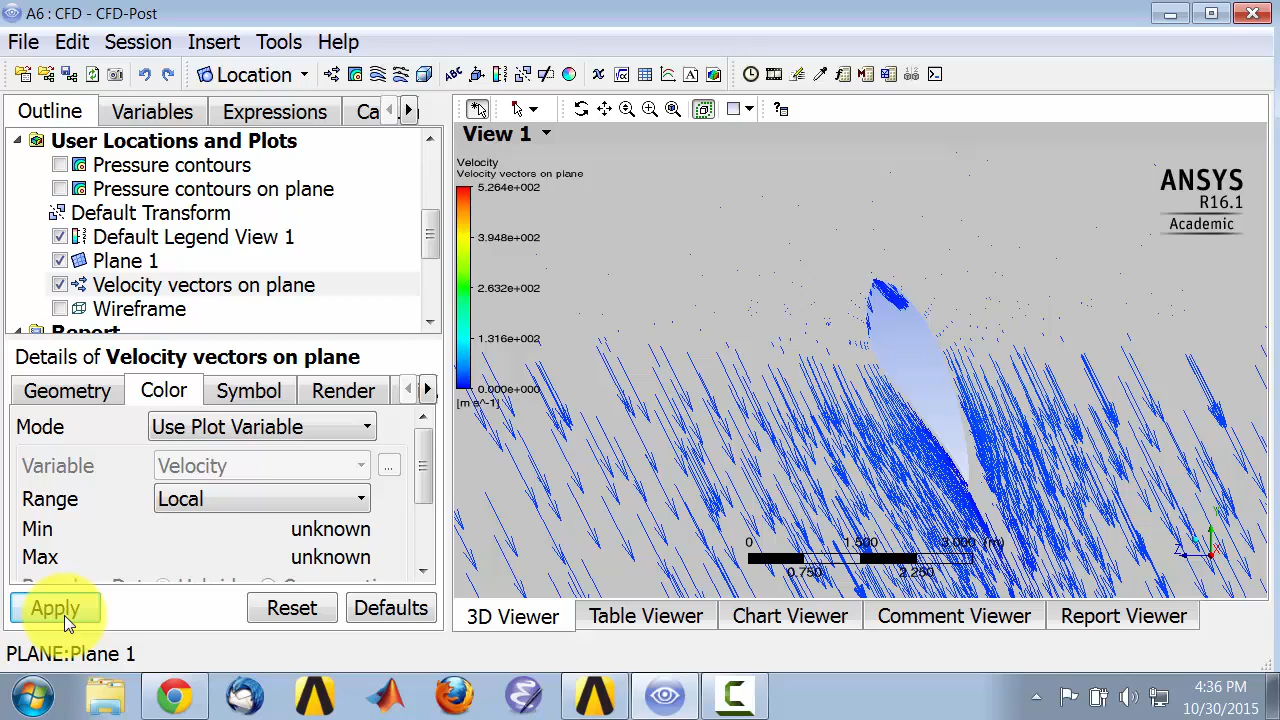 A6 : CFD - CFD-Post
File Edit Session Insert Tools Help
Location
Outline Variables Expressions
User Locations and Plots
Pressure contours
Pressure contours on plane
Default Transform
Default Legend View 1
Plane 1
Velocity vectors on plane
Wireframe
Report
Details of Velocity vectors on plane
Geometry Color Symbol Render
Mode Use Plot Variable
Variable Velocity ...
Range Local
Min unknown
Max unknown
Apply Reset Defaults
PLANE:Plane 1
View 1
Velocity
Velocity vectors on plane
5.264e+002
3.948e+002
2.632e+002
1.316e+002
0.000e+000
[m s^-1]
ANSYS
R16.1
Academic
0 1.500 3.000 (m)
0.750 2.250
Y
Z
X
3D Viewer Table Viewer Chart Viewer Comment Viewer Report Viewer
4:36 PM
10/30/2015